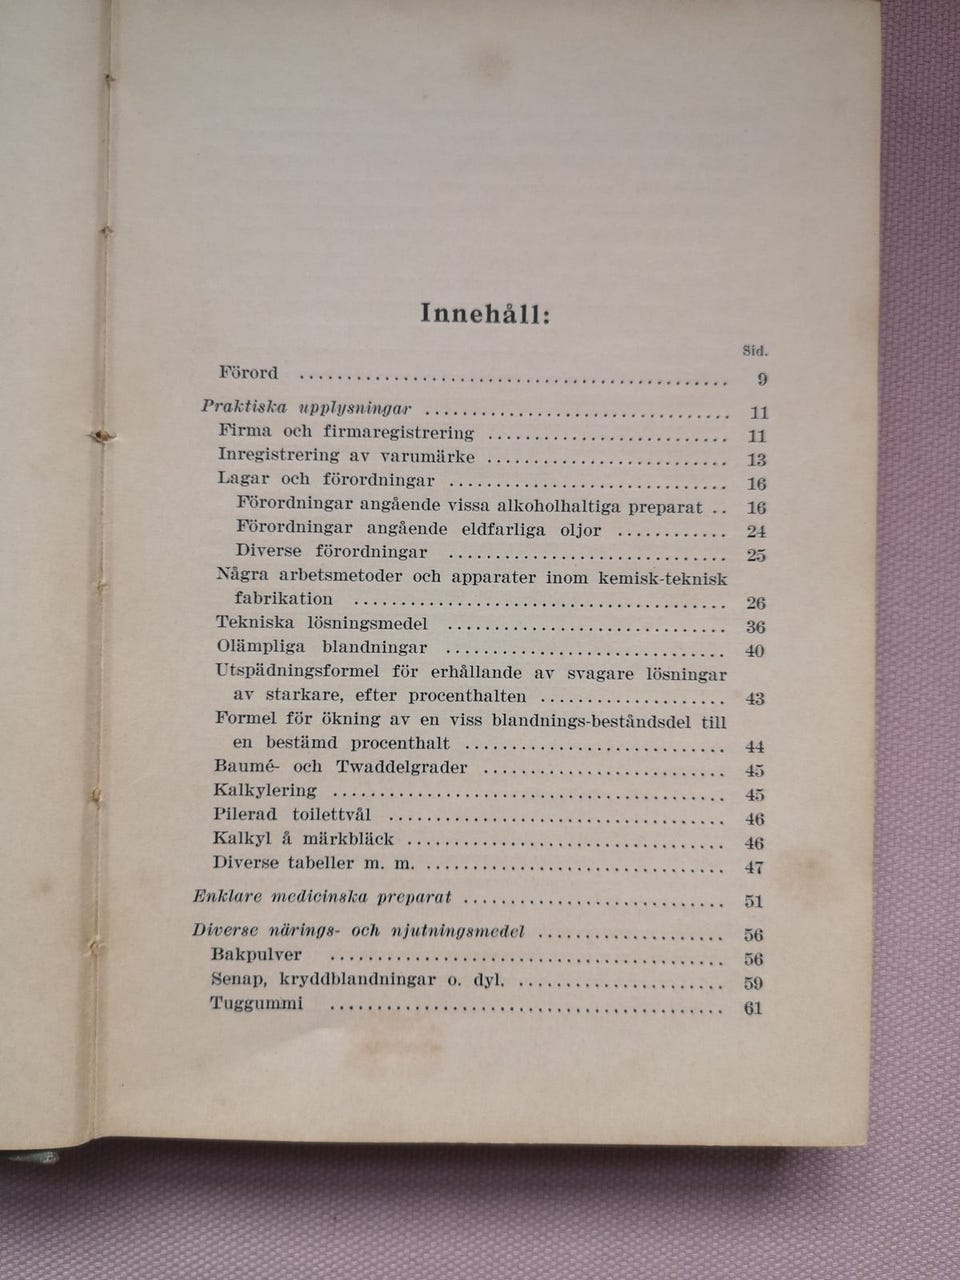 Innehåll:
Sid.
Förord ........................................ 9
Praktiska upplysningar ........................................ 11
Firma och firmaregistrering ........................................ 11
Inregistrering av varumärke ........................................ 13
Lagar och förordningar ........................................ 16
Förordningar angående vissa alkoholhaltiga preparat .. 16
Förordningar angående eldfarliga oljor ............ 24
Diverse förordningar ........................................ 25
Några arbetsmetoder och apparater inom kemisk-teknisk
fabrikation ........................................ 26
Tekniska lösningsmedel ........................................ 36
Olämpliga blandningar ........................................ 40
Utspädningsformel för erhållande av svagare lösningar
av starkare, efter procenthalten .................... 43
Formel för ökning av en viss blandnings-beståndsdel till
en bestämd procenthalt ............................ 44
Baumé- och Twaddelgrader .......................... 45
Kalkylering ........................................ 45
Pilerad toilettvål ........................................ 46
Kalkyl å märkbläck ........................................ 46
Diverse tabeller m. m. ........................................ 47
Enklare medicinska preparat ............................ 51
Diverse närings- och njutningsmedel .................... 56
Bakpulver ........................................ 56
Senap, kryddblandningar o. dyl. ...................... 59
Tuggummi ........................................ 61